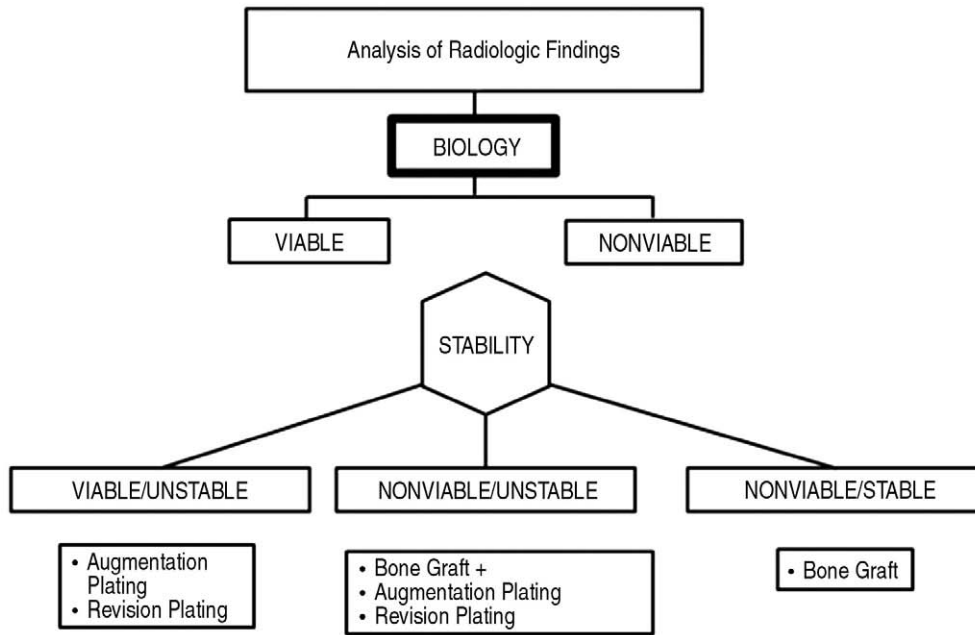 Analysis of Radiologic Findings
BIOLOGY
VIABLE
NONVIABLE
STABILITY
VIABLE/UNSTABLE
NONVIABLE/UNSTABLE
NONVIABLE/STABLE
• Augmentation
Plating
• Revision Plating
• Bone Graft +
• Augmentation Plating
• Revision Plating
• Bone Graft